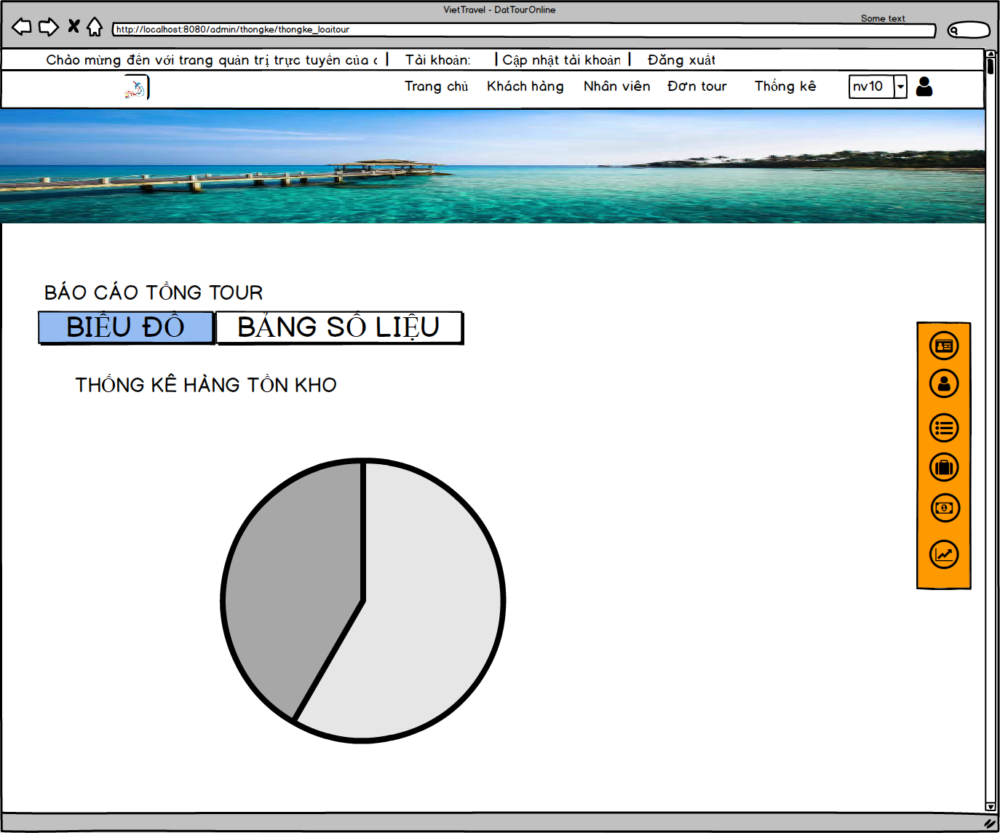 VietTravel - DatTourOnline
Some text
http://localhost:8080/admin/thongke/thongke_loaitour
Chào mừng đến với trang quản trị trực tuyến của | Tài khoản: | Cập nhật tài khoản | Đăng xuất
Trang chủ Khách hàng Nhân viên Đơn tour Thống kê nv10
BÁO CÁO TỔNG TOUR
BIỂU ĐỒ BẢNG SỐ LIỆU
THỐNG KÊ HÀNG TỒN KHO